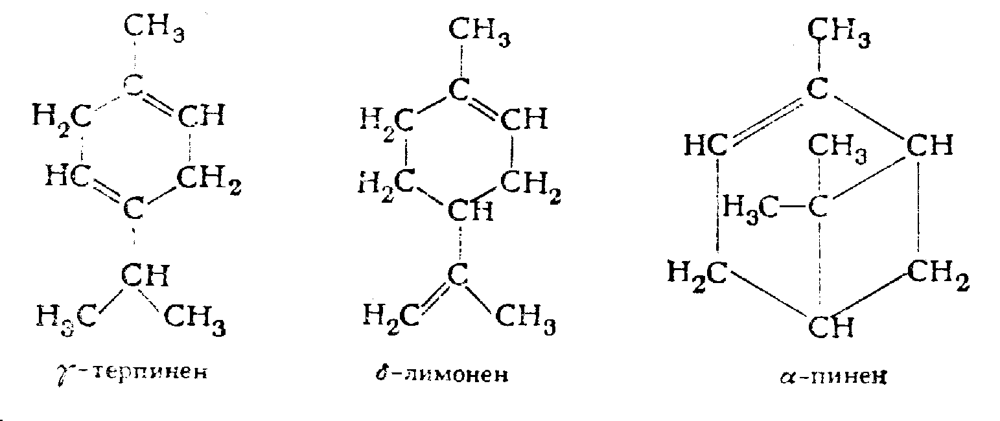 CH₃
C
H₂C
CH
HC
CH₂
C
CH
H₃C
CH₃
γ-терпинен
CH₃
C
H₂C
CH
H₂C
CH₂
CH
C
H₂C
CH₃
δ-лимонен
CH₃
C
HC
CH₃
CH
H₃C
C
H₂C
CH₂
CH
α-пинен